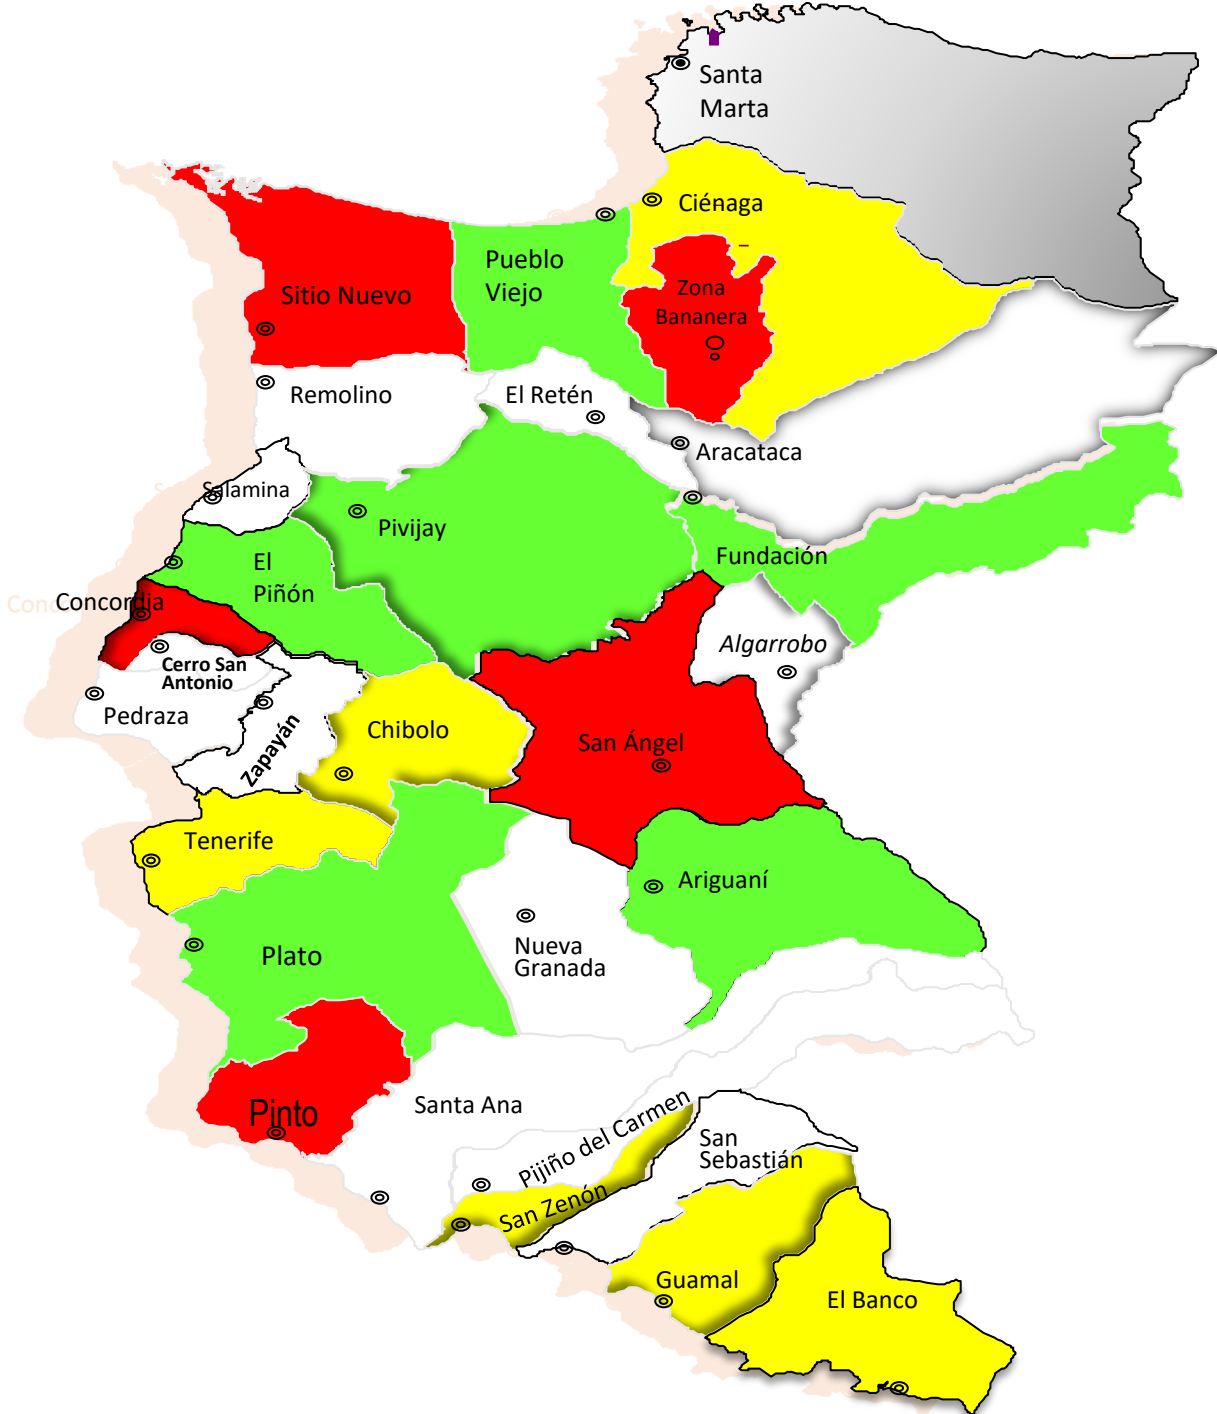 Santa
Marta
Ciénaga
Pueblo
Viejo
Zona
Bananera
Sitio Nuevo
Remolino
El Retén
Aracataca
Salamina
Pivijay
Fundación
El
Piñón
Concordia
Algarrobo
Cerro San
Antonio
Pedraza
Zapayán
Chibolo
San Ángel
Tenerife
Ariguaní
Plato
Nueva
Granada
Pinto
Santa Ana
Pijiño del Carmen
San
Sebastián
San Zenón
Guamal
El Banco